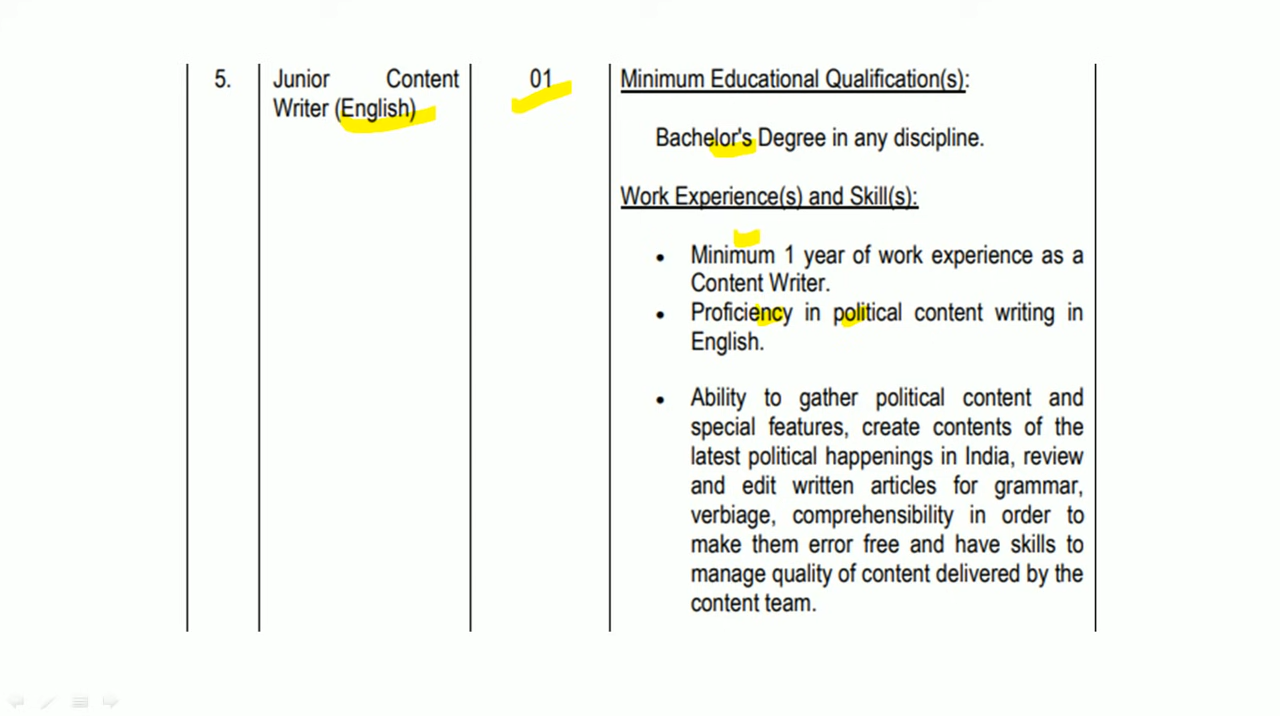 5.
Junior Content
Writer (English)
01
Minimum Educational Qualification(s):
Bachelor's Degree in any discipline.
Work Experience(s) and Skill(s):
• Minimum 1 year of work experience as a
Content Writer.
• Proficiency in political content writing in
English.
• Ability to gather political content and
special features, create contents of the
latest political happenings in India, review
and edit written articles for grammar,
verbiage, comprehensibility in order to
make them error free and have skills to
manage quality of content delivered by the
content team.